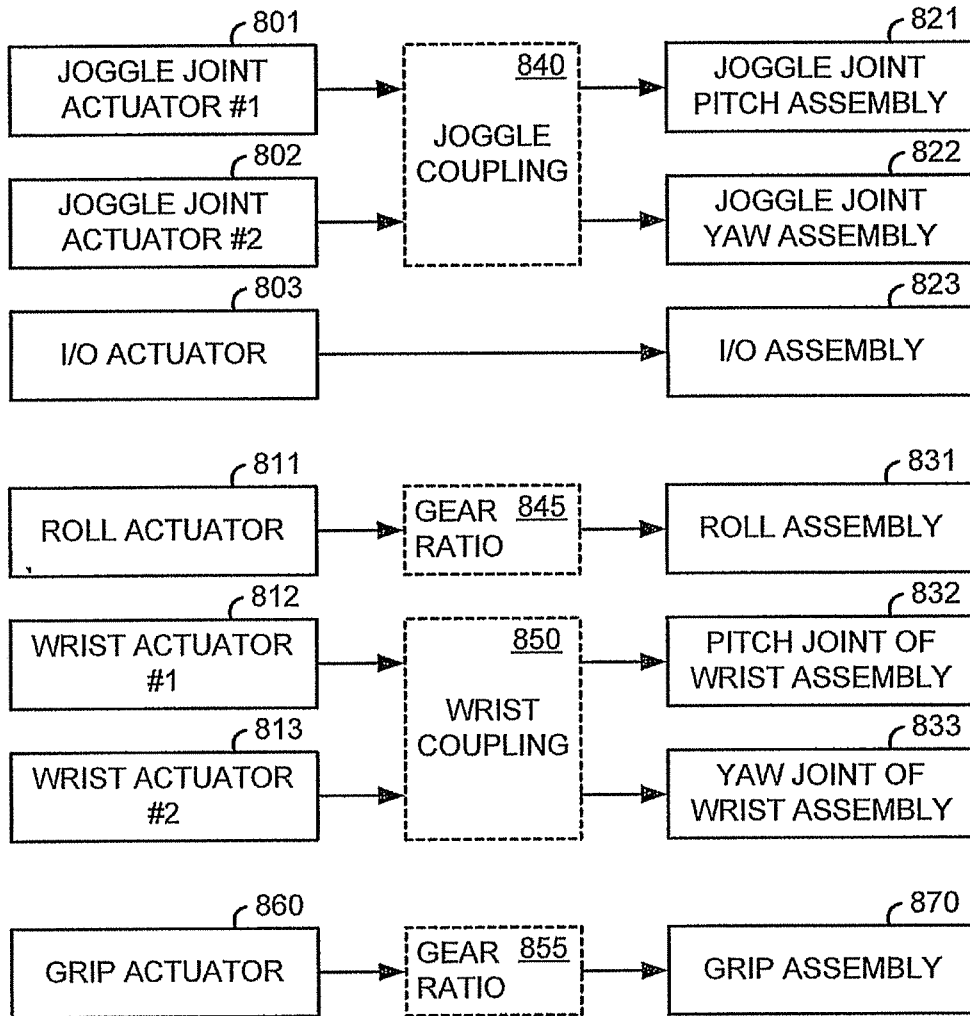 801
JOGGLE JOINT
ACTUATOR #1
840
JOGGLE
COUPLING
821
JOGGLE JOINT
PITCH ASSEMBLY
802
JOGGLE JOINT
ACTUATOR #2
822
JOGGLE JOINT
YAW ASSEMBLY
803
I/O ACTUATOR
823
I/O ASSEMBLY
811
ROLL ACTUATOR
GEAR 845
RATIO
831
ROLL ASSEMBLY
812
WRIST ACTUATOR
#1
850
WRIST
COUPLING
832
PITCH JOINT OF
WRIST ASSEMBLY
813
WRIST ACTUATOR
#2
833
YAW JOINT OF
WRIST ASSEMBLY
860
GRIP ACTUATOR
GEAR 855
RATIO
870
GRIP ASSEMBLY